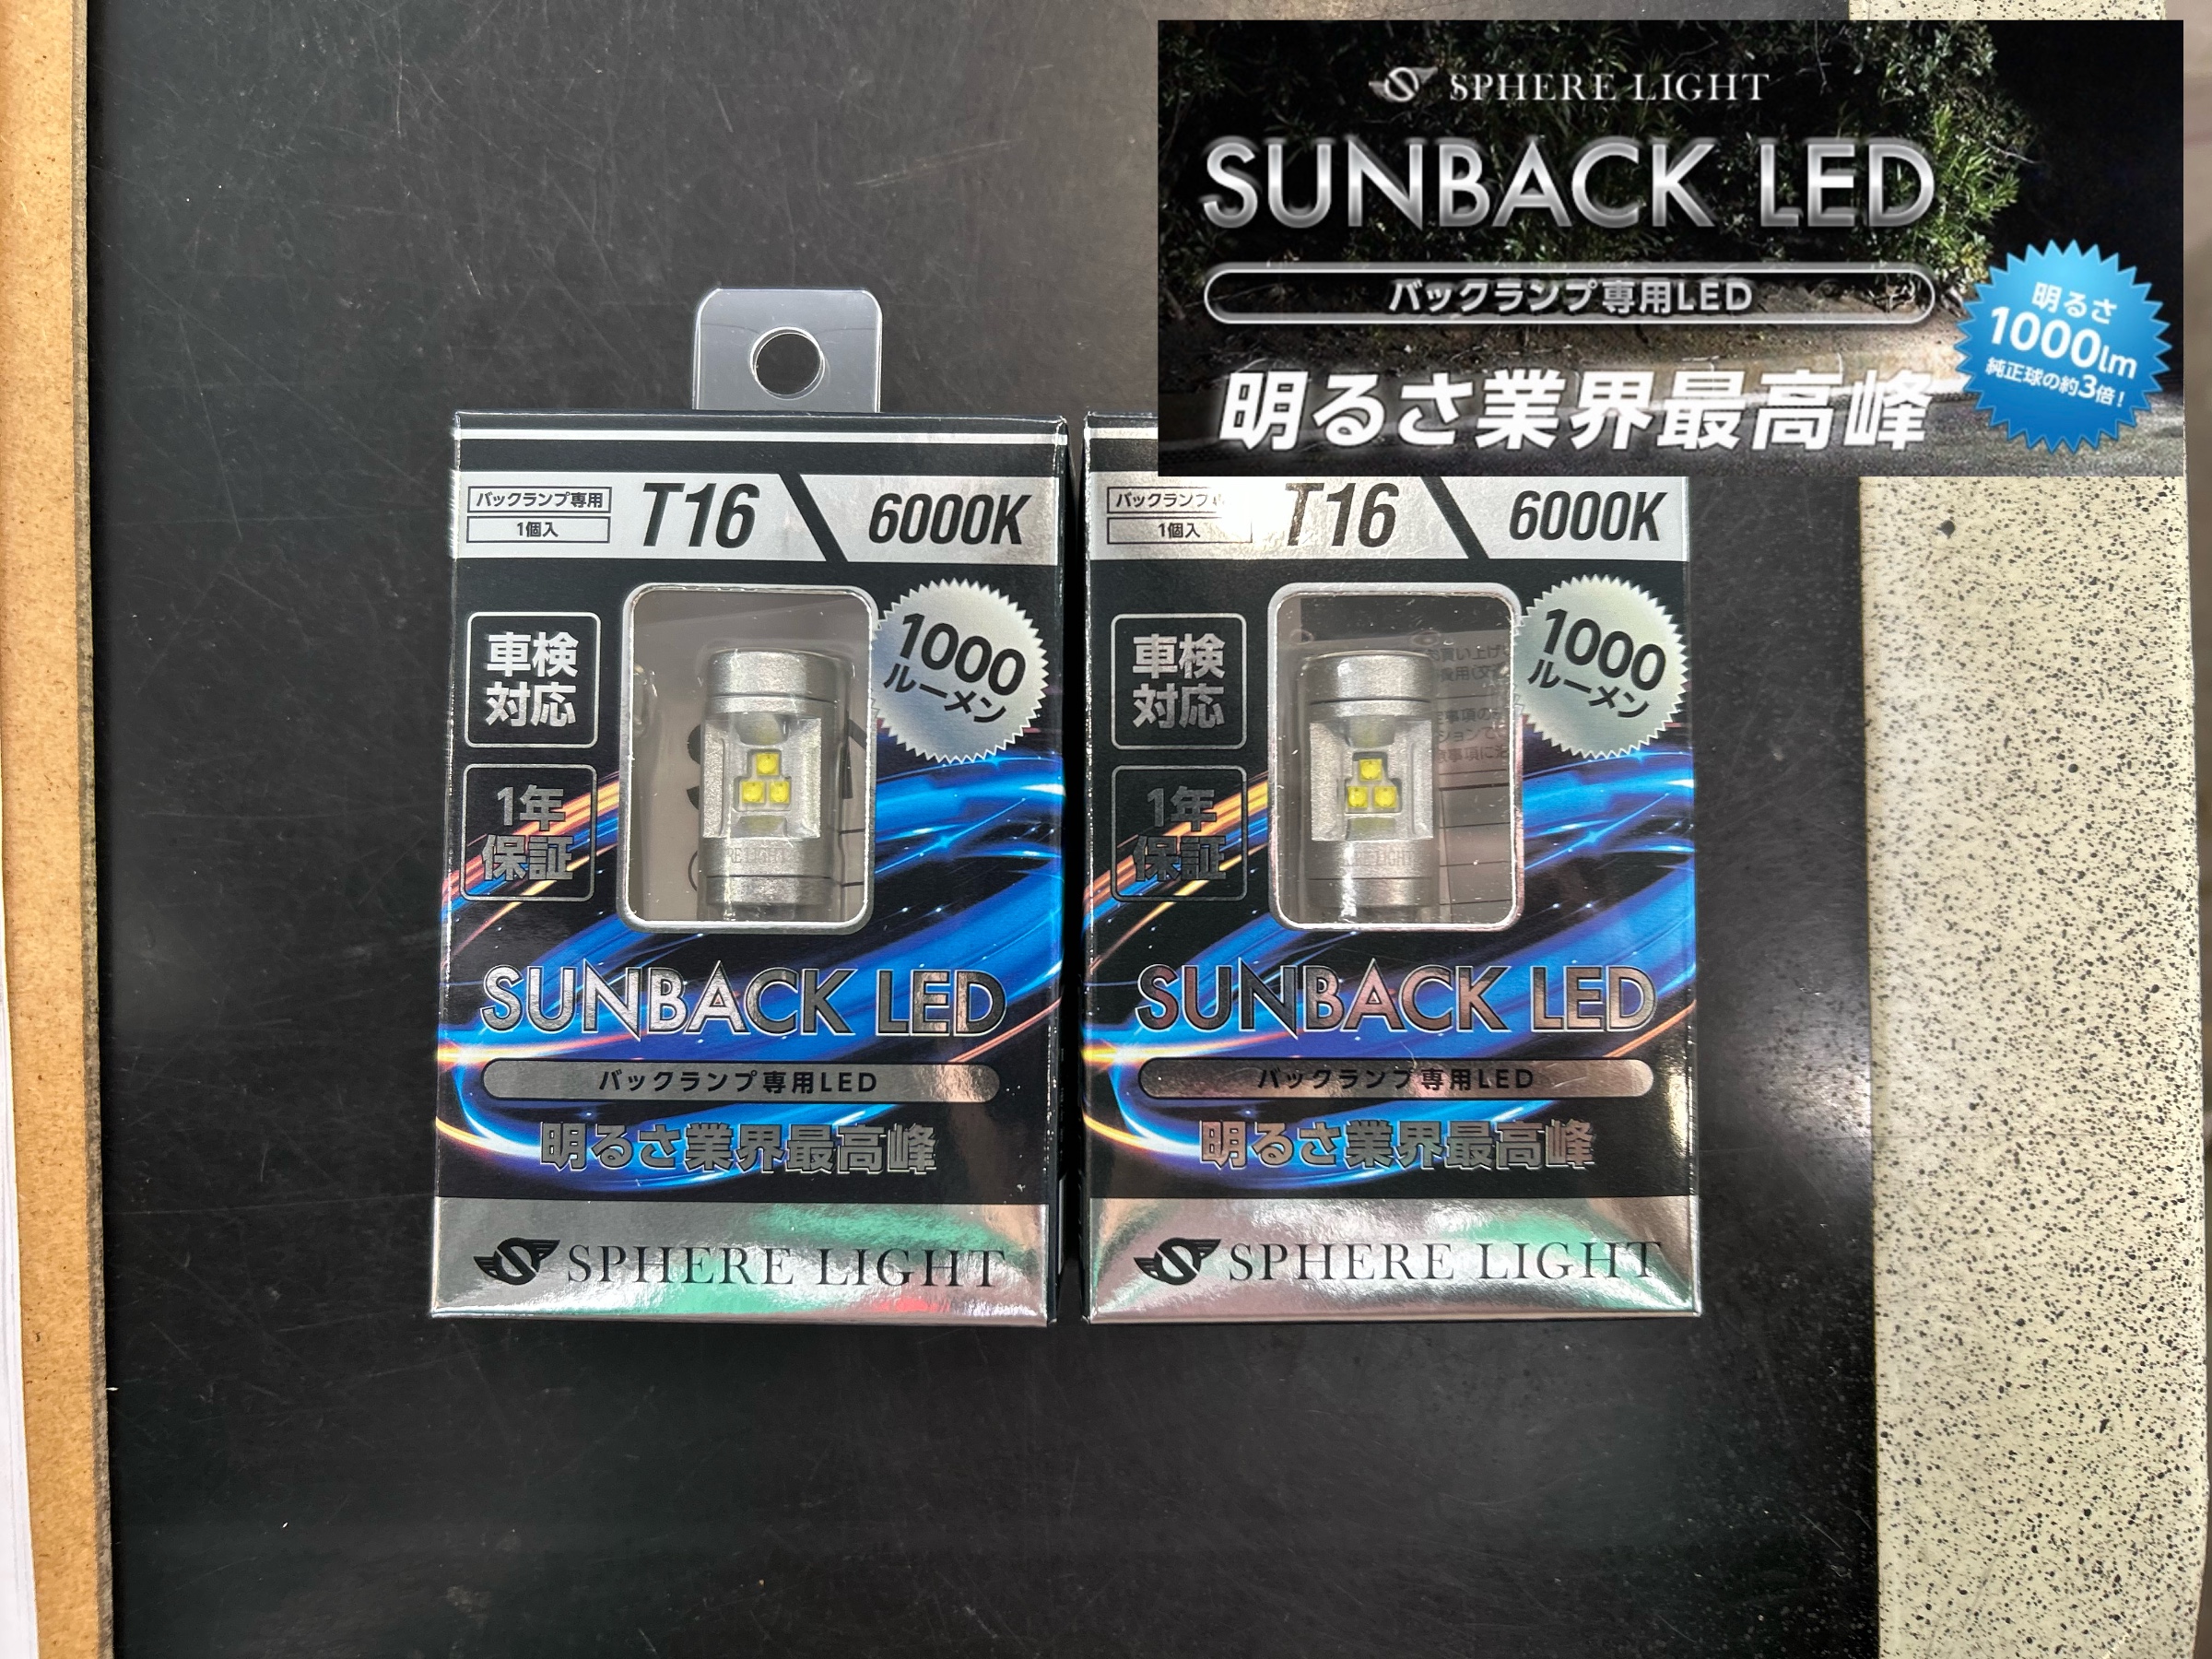 SPHERE LIGHT
SUNBACK LED
バックランプ専用LED
明るさ業界最高峰
明るさ
1000lm
純正球の約3倍!
バックランプ専用
1個入
T16
6000K
車検
対応
1年
保証
1000
ルーメン
SUNBACK LED
バックランプ専用LED
明るさ業界最高峰
SPHERE LIGHT
1個入
T16
6000K
車検
対応
1年
保証
1000
ルーメン
SUNBACK LED
バックランプ専用LED
明るさ業界最高峰
SPHERE LIGHT